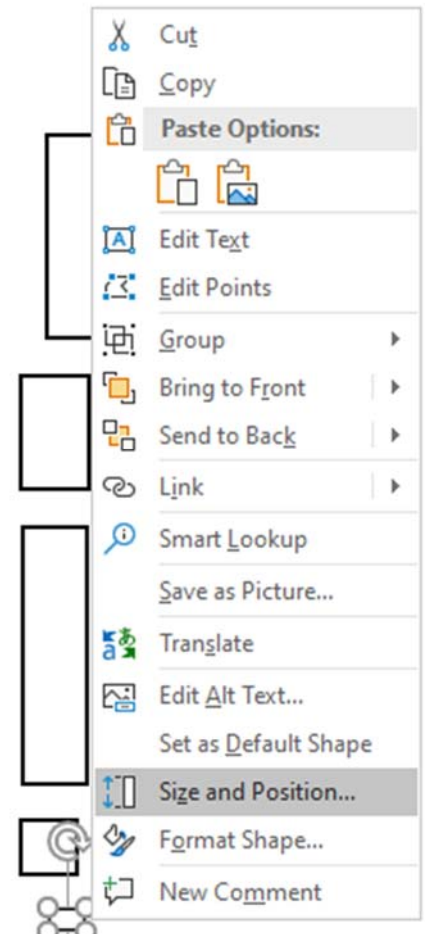 Cut
Copy
Paste Options:
Edit Text
Edit Points
Group
Bring to Front
Send to Back
Link
Smart Lookup
Save as Picture...
Translate
Edit Alt Text...
Set as Default Shape
Size and Position...
Format Shape...
New Comment